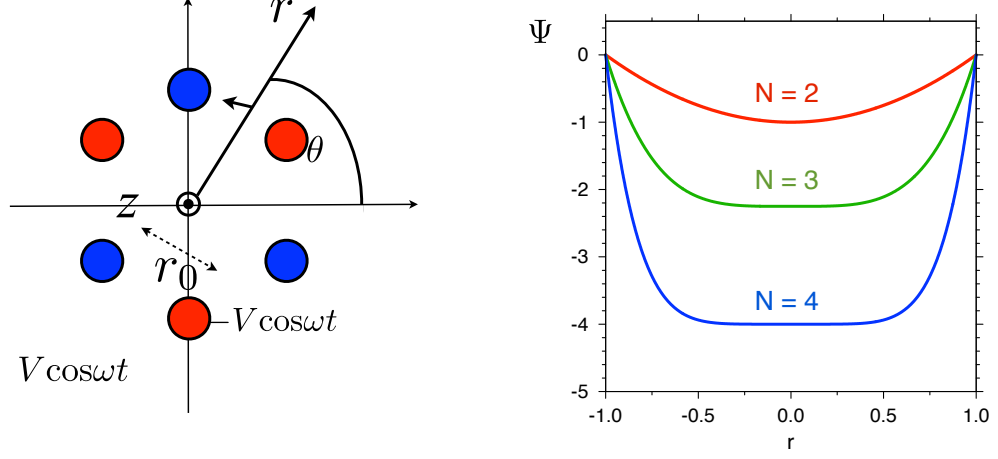 r
θ
z
r₀
−V cosωt
V cosωt
Ψ
0
-1
-2
-3
-4
-5
N = 2
N = 3
N = 4
-1.0 -0.5 0.0 0.5 1.0
r